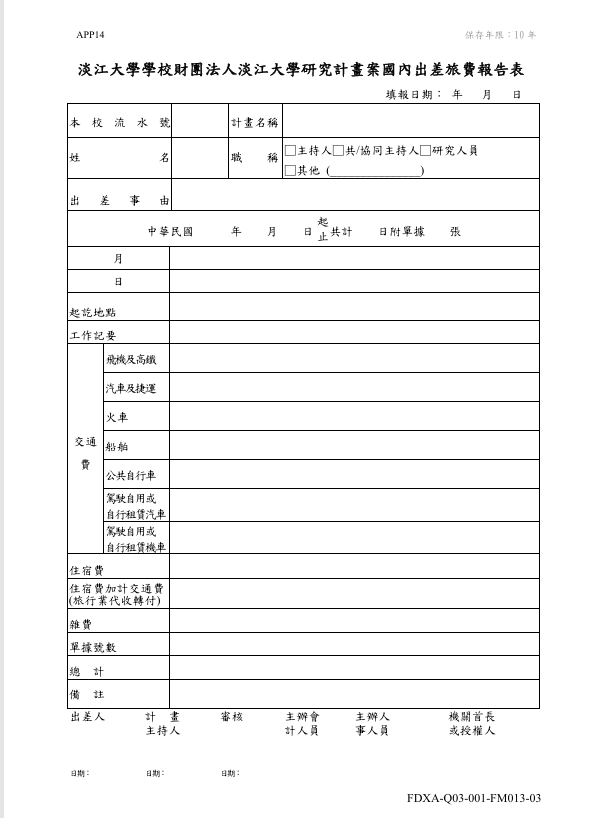 APP14
保存年限：10 年
淡江大學學校財團法人淡江大學研究計畫案國內出差旅費報告表
填報日期： 年 月 日
本校流水號 計畫名稱
姓名 職稱 □主持人□共/協同主持人□研究人員
□其他 (________________)
出差事由
中華民國 年 月 日 起止 共計 日附單據 張
月
日
起訖地點
工作記要
交通費
飛機及高鐵
汽車及捷運
火車
船舶
公共自行車
駕駛自用或
自行租賃汽車
駕駛自用或
自行租賃機車
住宿費
住宿費加計交通費
(旅行業代收轉付)
雜費
單據號數
總計
備註
出差人 計畫 審核 主辦會 主辦人 機關首長
主持人 計人員 事人員 或授權人
日期： 日期： 日期：
FDXA-Q03-001-FM013-03